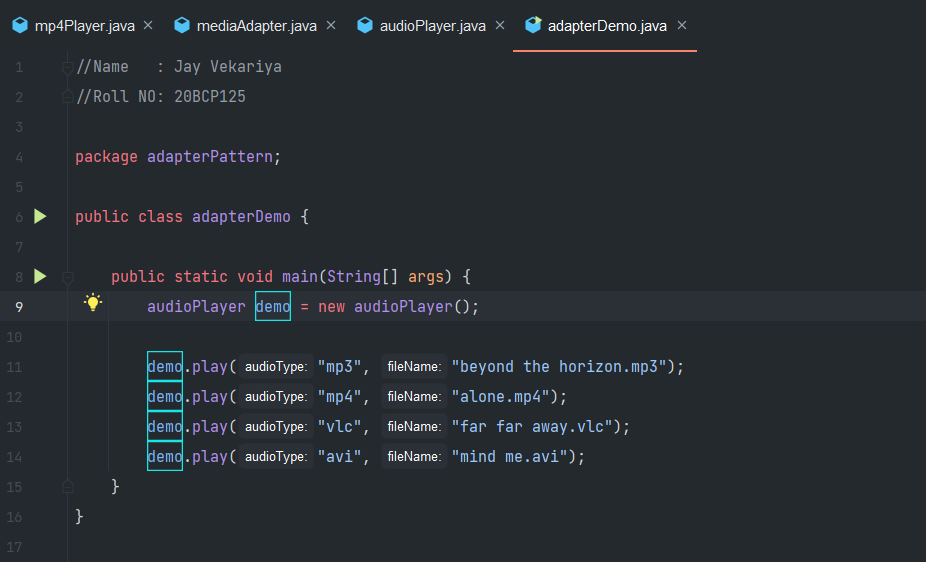 mp4Player.java × mediaAdapter.java × audioPlayer.java × adapterDemo.java ×
1 //Name   : Jay Vekariya
2 //Roll NO: 20BCP125
3
4 package adapterPattern;
5
6 public class adapterDemo {
7
8     public static void main(String[] args) {
9         audioPlayer demo = new audioPlayer();
10
11         demo.play( audioType: "mp3", fileName: "beyond the horizon.mp3");
12         demo.play( audioType: "mp4", fileName: "alone.mp4");
13         demo.play( audioType: "vlc", fileName: "far far away.vlc");
14         demo.play( audioType: "avi", fileName: "mind me.avi");
15     }
16 }
17